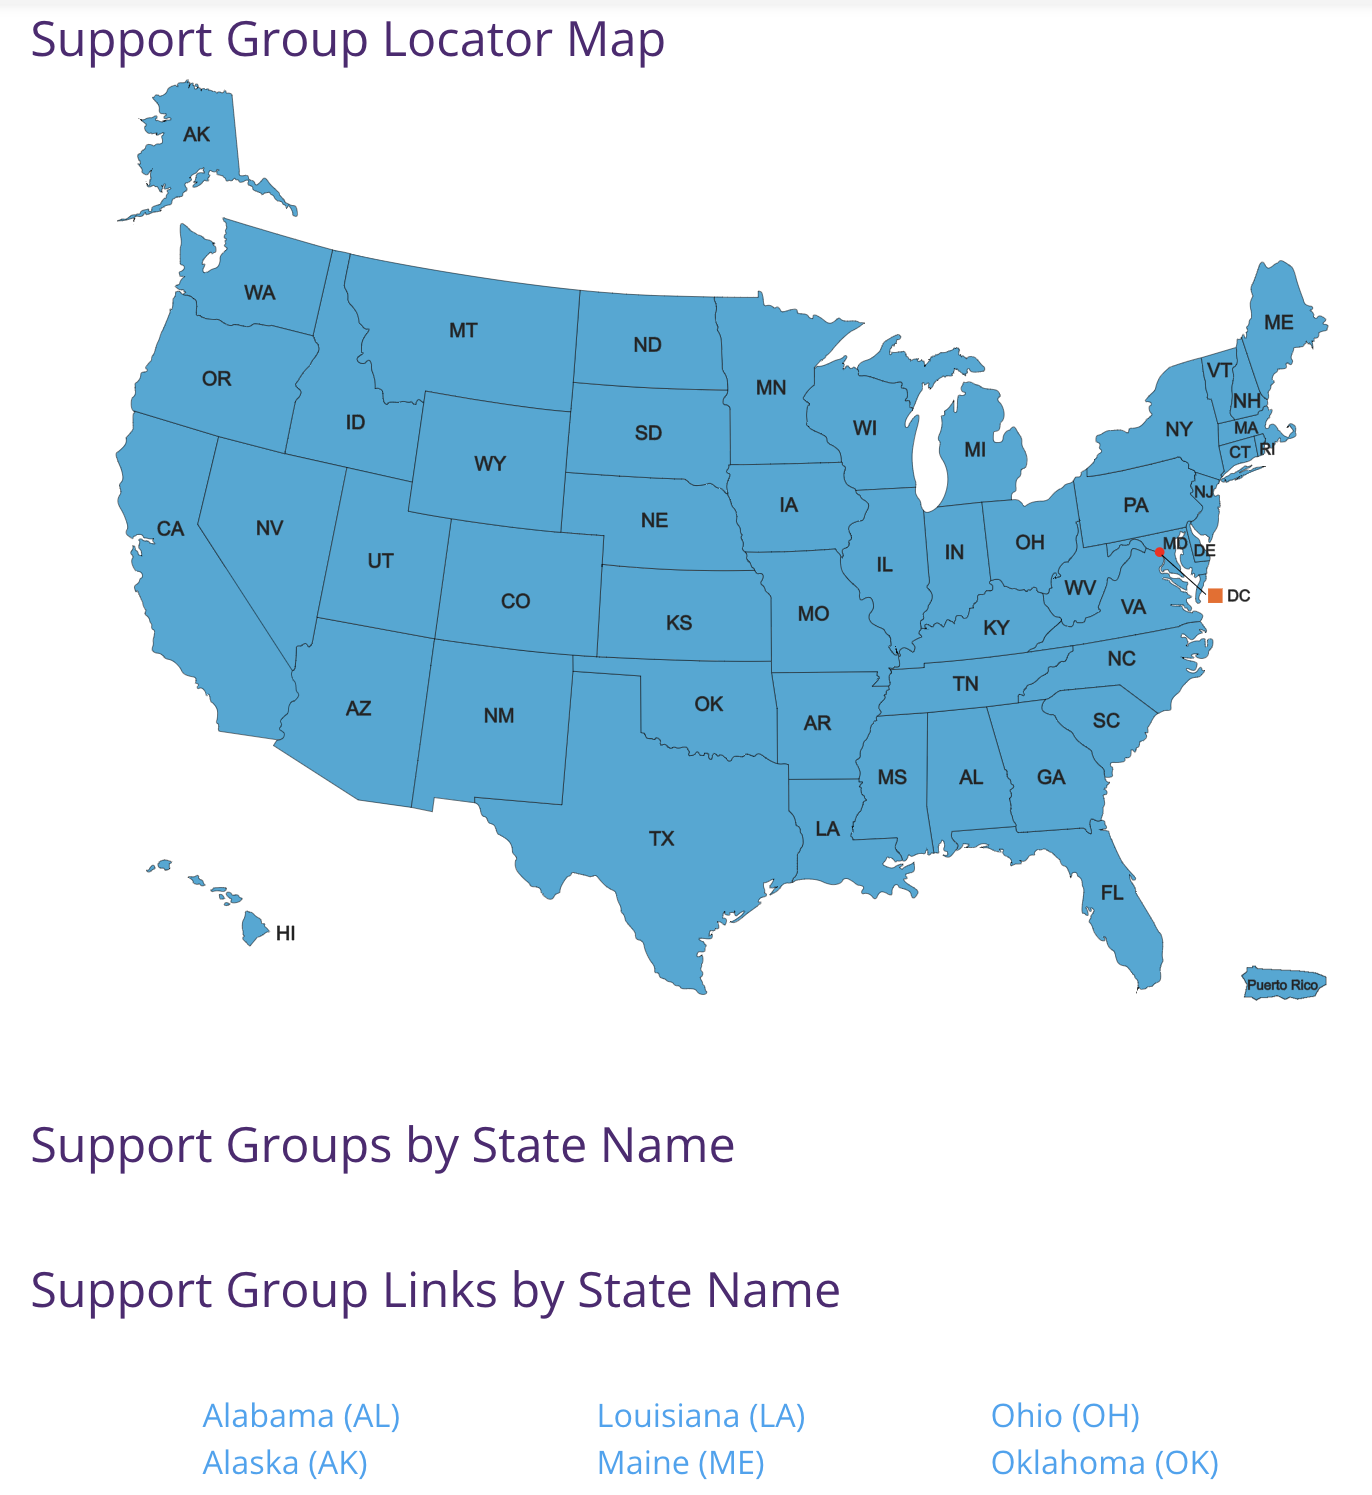 Support Group Locator Map
AK
WA
MT
ND
ME
OR
ID
MN
VT
NH
WI
NY
MA
SD
MI
CT
RI
WY
NJ
CA
NV
NE
IA
PA
UT
IL
IN
OH
MD
DE
CO
WV
DC
KS
MO
KY
VA
NC
TN
AZ
NM
OK
AR
SC
MS
AL
GA
TX
LA
FL
HI
Puerto Rico
Support Groups by State Name
Support Group Links by State Name
Alabama (AL)
Alaska (AK)
Louisiana (LA)
Maine (ME)
Ohio (OH)
Oklahoma (OK)